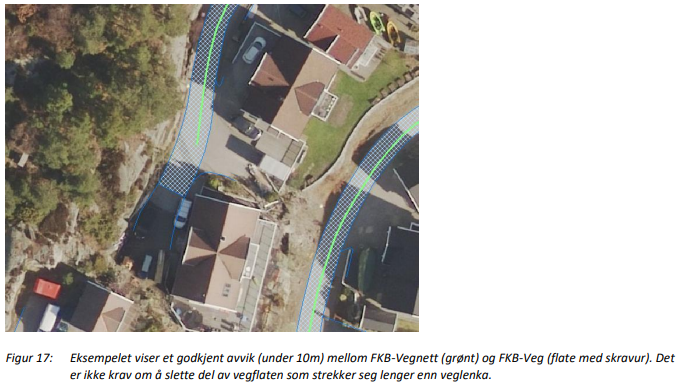 Figur 17: Eksempelet viser et godkjent avvik (under 10m) mellom FKB-Vegnett (grønt) og FKB-Veg (flate med skravur). Det
er ikke krav om å slette del av vegflaten som strekker seg lenger enn veglenka.